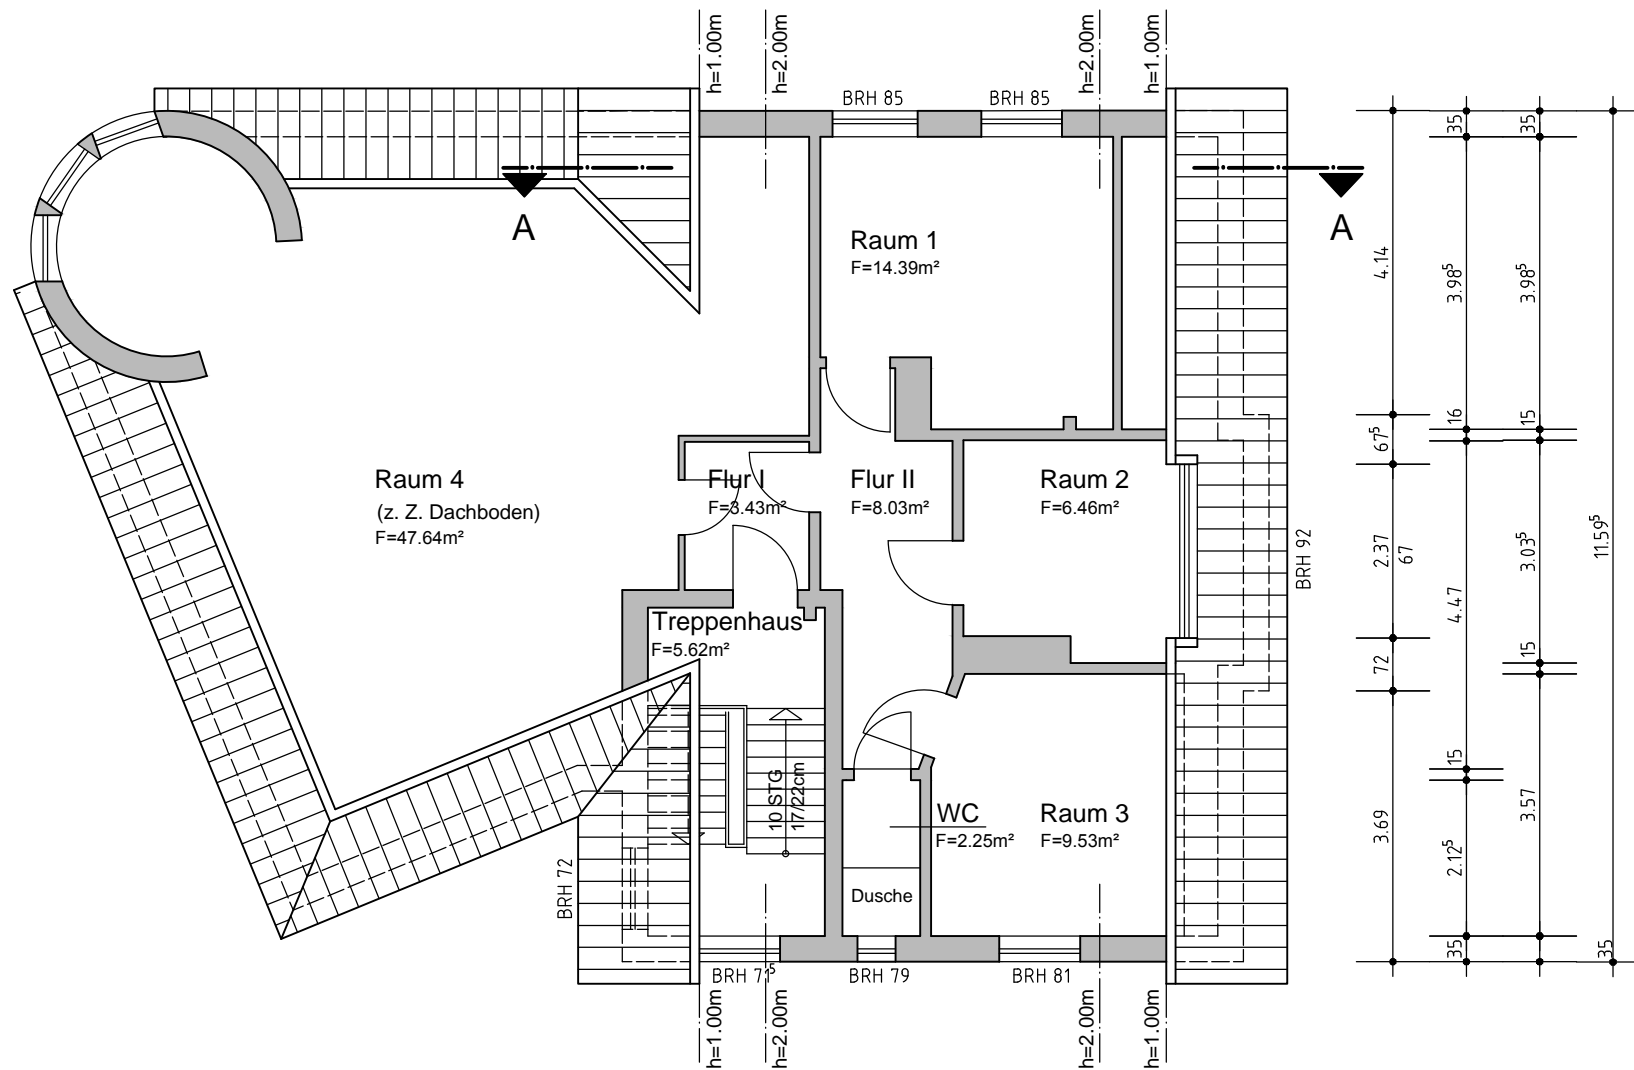 h=1.00m
h=2.00m
h=2.00m
h=1.00m
BRH 85
BRH 85
A
A
Raum 1
F=14.39m²
Raum 4
(z. Z. Dachboden)
F=47.64m²
Flur I
F=3.43m²
Flur II
F=8.03m²
Raum 2
F=6.46m²
BRH 92
Treppenhaus
F=5.62m²
10 STG
17/22cm
WC
F=2.25m²
Raum 3
F=9.53m²
Dusche
BRH 72
BRH 71⁵
BRH 79
BRH 81
h=1.00m
h=2.00m
h=2.00m
h=1.00m
4.14
67⁵
2.37
67
72
3.69
35
3.98⁵
16
4.47
15
2.12⁵
35
35
3.98⁵
15
3.03⁵
15
3.57
11.59⁵
35